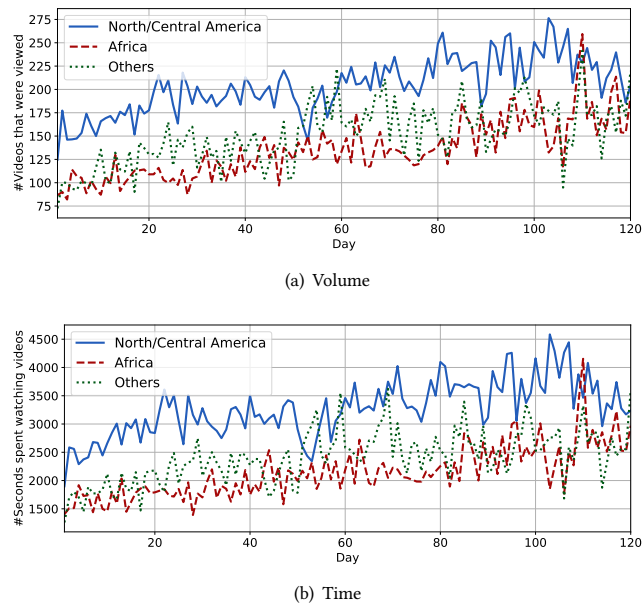 275
250
225
200
175
150
125
100
75
#Videos that were viewed
North/Central America
Africa
Others
20 40 60 80 100 120
Day
(a) Volume
4500
4000
3500
3000
2500
2000
1500
#Seconds spent watching videos
North/Central America
Africa
Others
20 40 60 80 100 120
Day
(b) Time